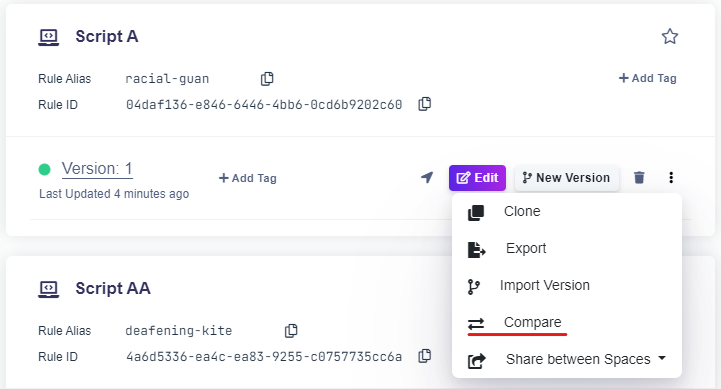 Script A
Rule Alias racial-guan
Add Tag
Rule ID 04daf136-e846-6446-4bb6-0cd6b9202c60
Version: 1
Add Tag
Edit
New Version
Last Updated 4 minutes ago
Clone
Export
Import Version
Compare
Share between Spaces
Script AA
Rule Alias deafening-kite
Rule ID 4a6d5336-ea4c-ea83-9255-c0757735cc6a